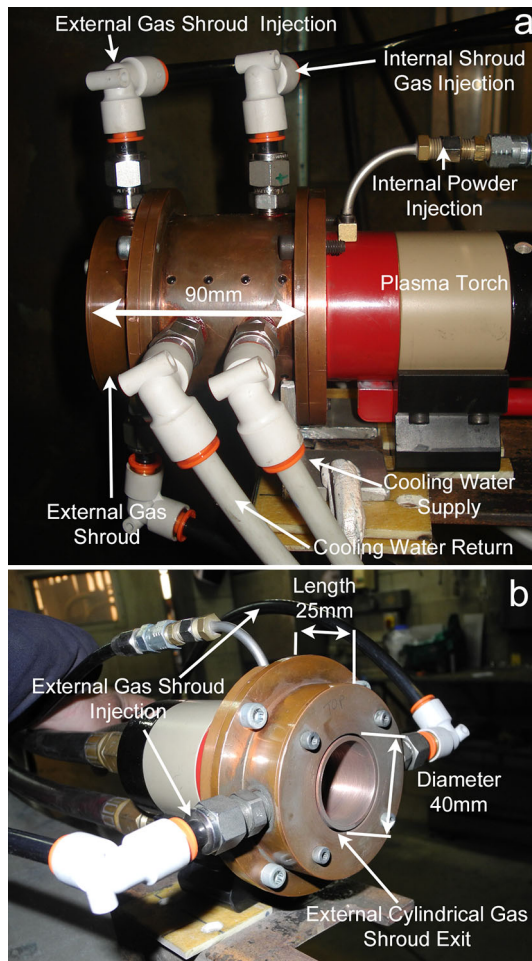 a
External Gas Shroud Injection
Internal Shroud
Gas Injection
Internal Powder
Injection
Plasma Torch
90mm
External Gas
Shroud
Cooling Water
Supply
Cooling Water Return
b
Length
25mm
External Gas Shroud
Injection
Diameter
40mm
External Cylindrical Gas
Shroud Exit